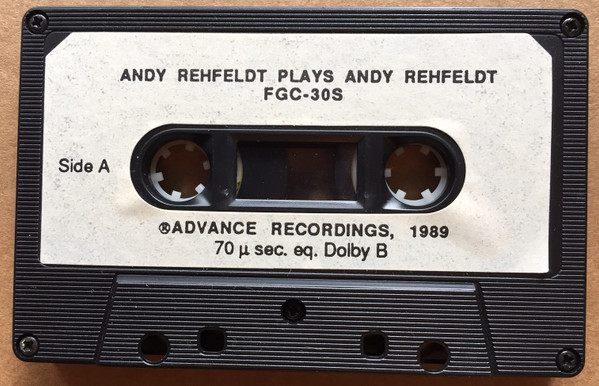 ANDY REHFELDT PLAYS ANDY REHFELDT
FGC-30S
Side A
®ADVANCE RECORDINGS, 1989
70 µ sec. eq. Dolby B